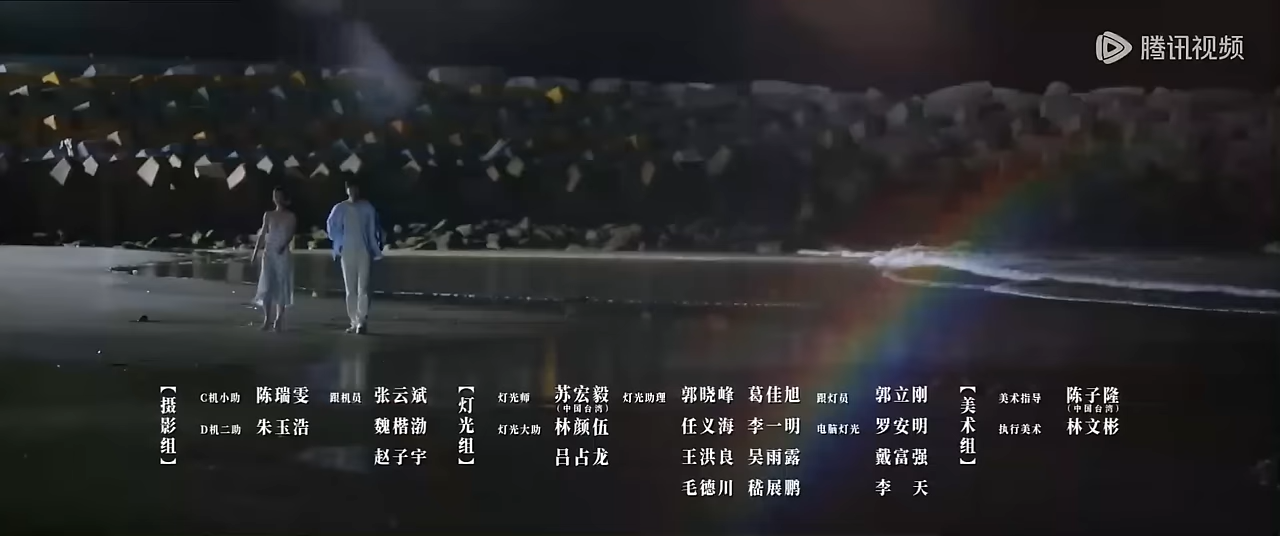 腾讯视频
【摄影组】
C机小助 陈瑞雯 跟机员 张云斌
D机二助 朱玉浩 魏楷渤
赵子宇
【灯光组】
灯光师 苏宏毅 灯光助理 郭晓峰 葛佳旭 跟灯员 郭立刚
(中国台湾)
灯光大助 林颜伍 任义海 李一明 电脑灯光 罗安明
吕占龙 王洪良 吴雨露 戴富强
毛德川 嵇展鹏 李 天
【美术组】
美术指导 陈子隆
(中国台湾)
执行美术 林文彬